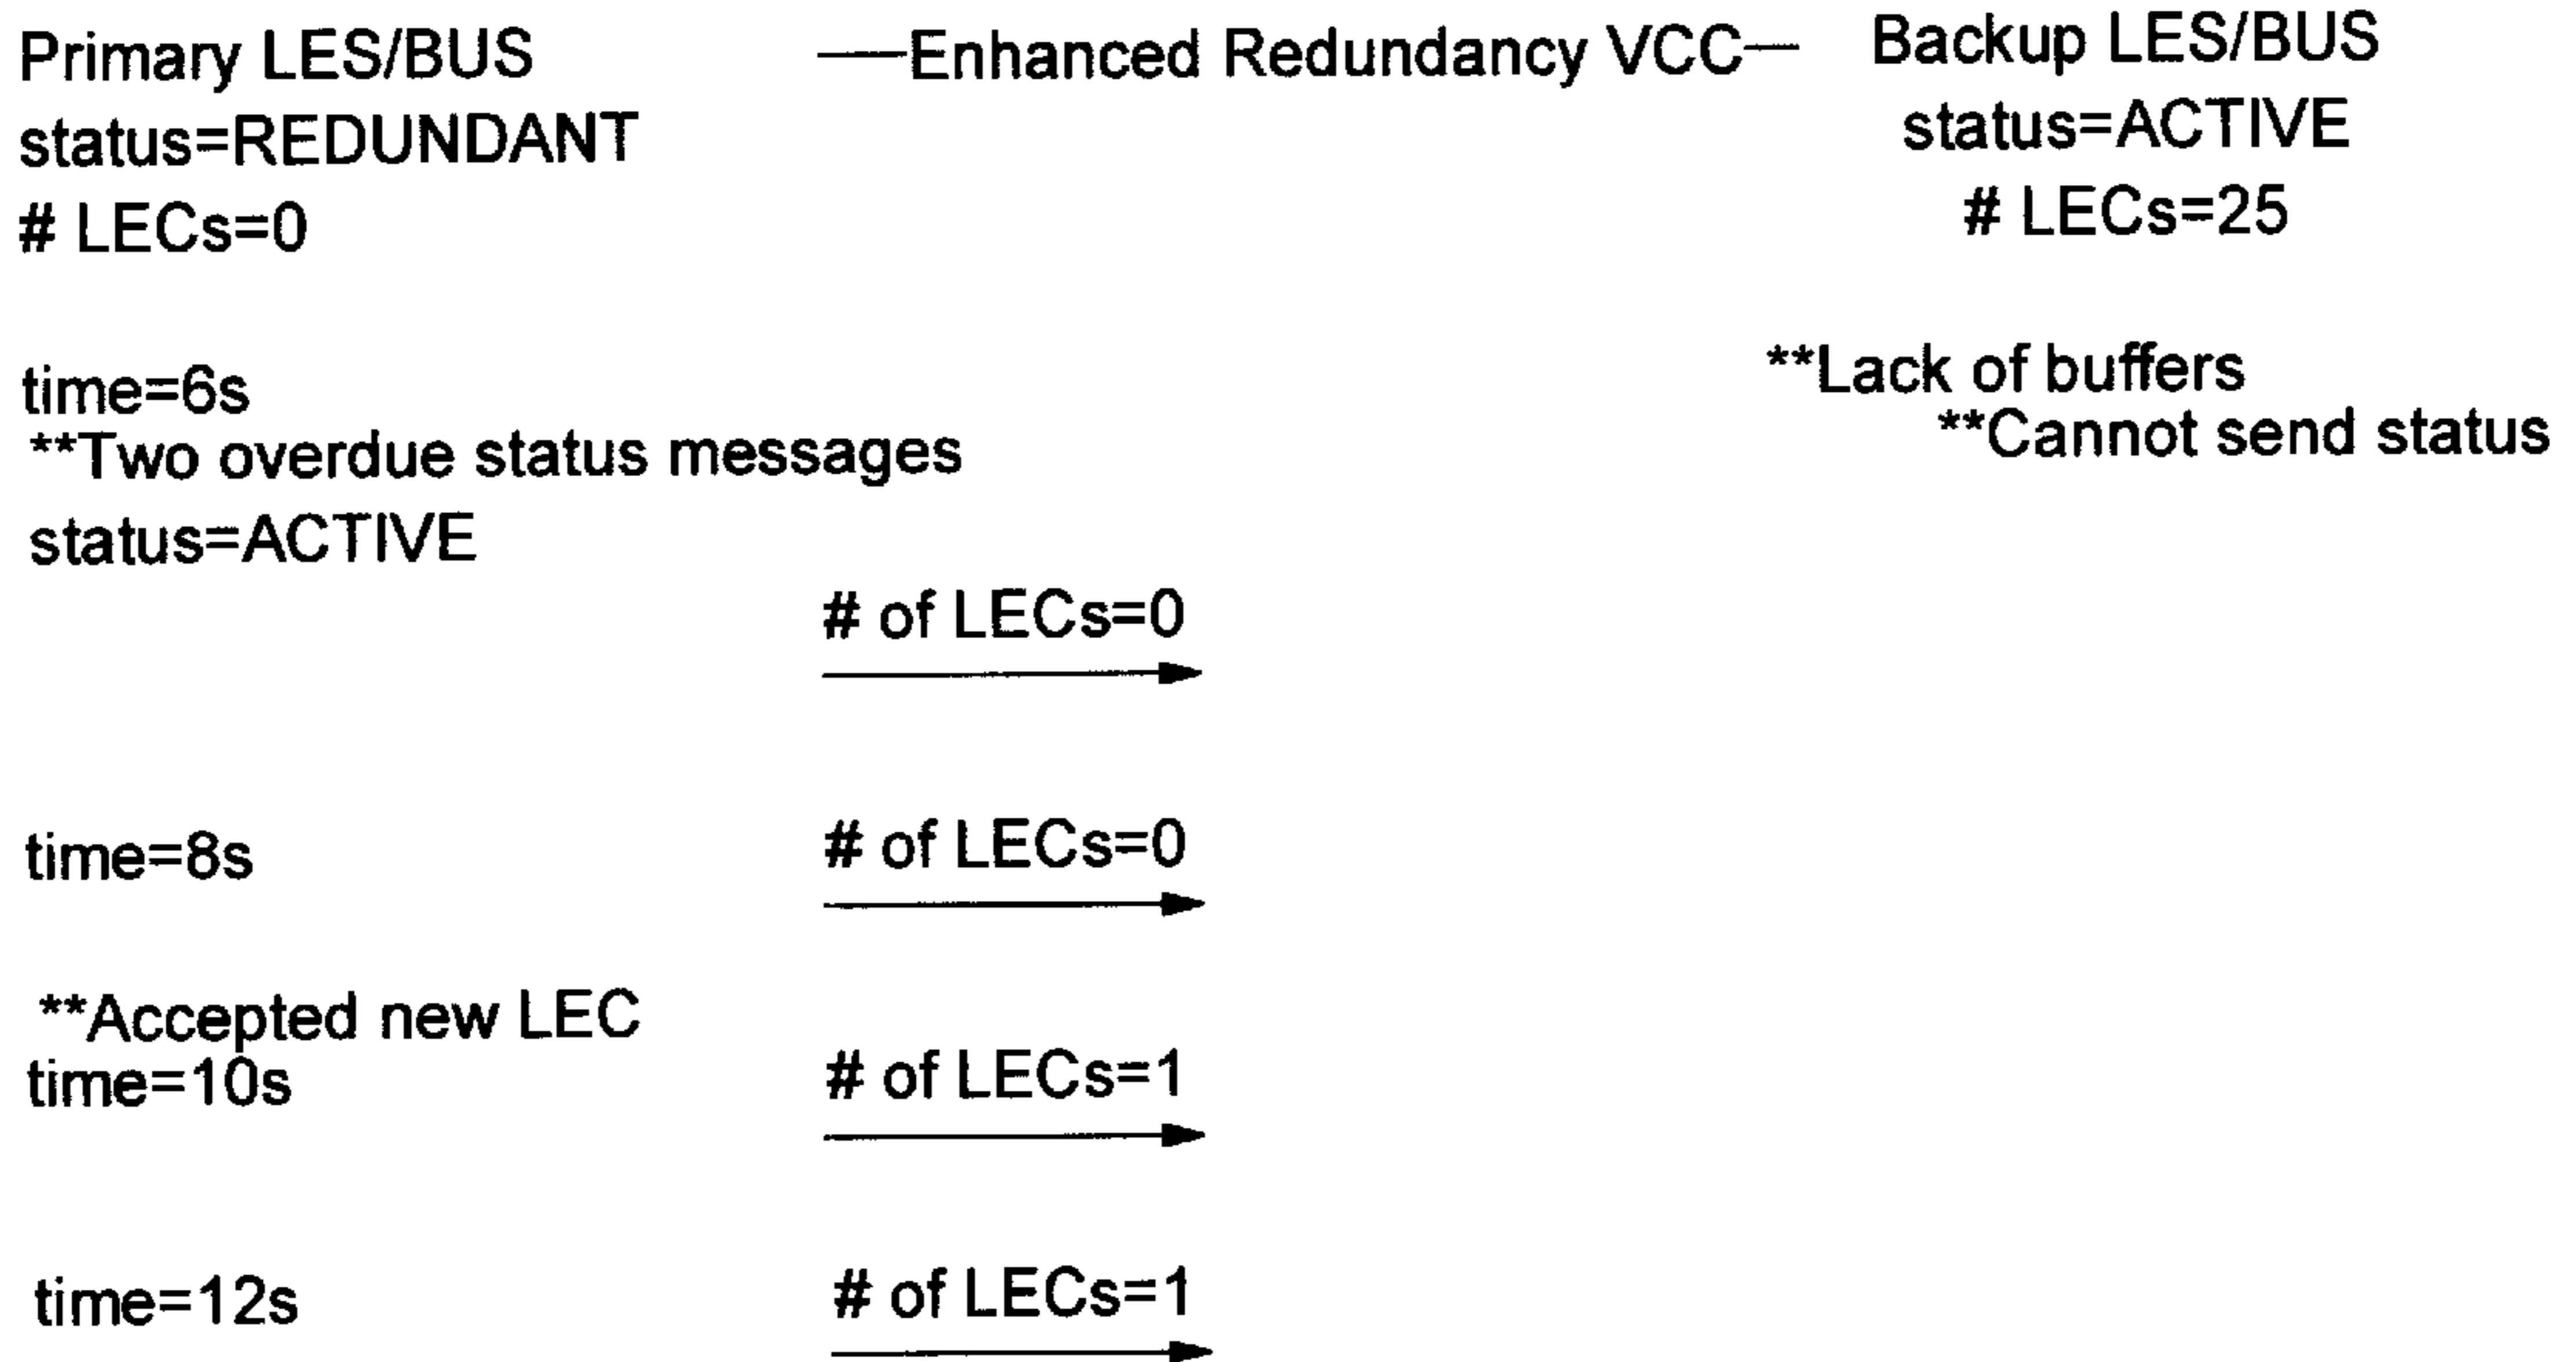 Primary LES/BUS —Enhanced Redundancy VCC— Backup LES/BUS
status=REDUNDANT status=ACTIVE
# LECs=0 # LECs=25
time=6s **Lack of buffers
**Two overdue status messages **Cannot send status
status=ACTIVE
# of LECs=0
time=8s # of LECs=0
**Accepted new LEC
time=10s # of LECs=1
time=12s # of LECs=1